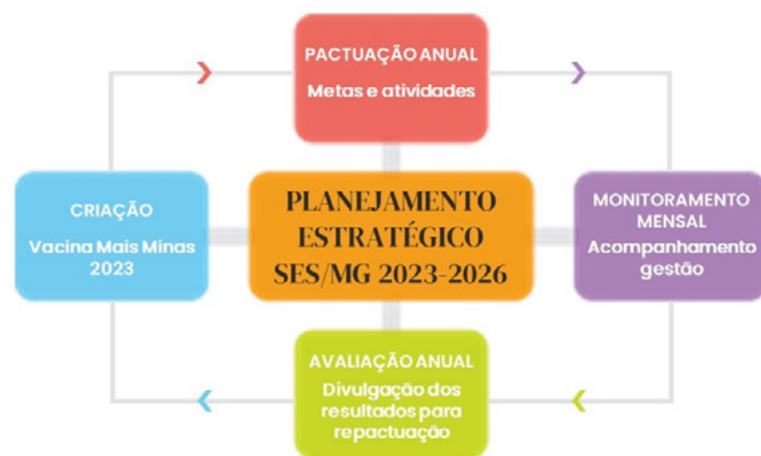 PACTUAÇÃO ANUAL
Metas e atividades
CRIAÇÃO
Vacina Mais Minas
2023
PLANEJAMENTO
ESTRATÉGICO
SES/MG 2023-2026
MONITORAMENTO
MENSAL
Acompanhamento
gestão
AVALIAÇÃO ANUAL
Divulgação dos
resultados para
repactuação